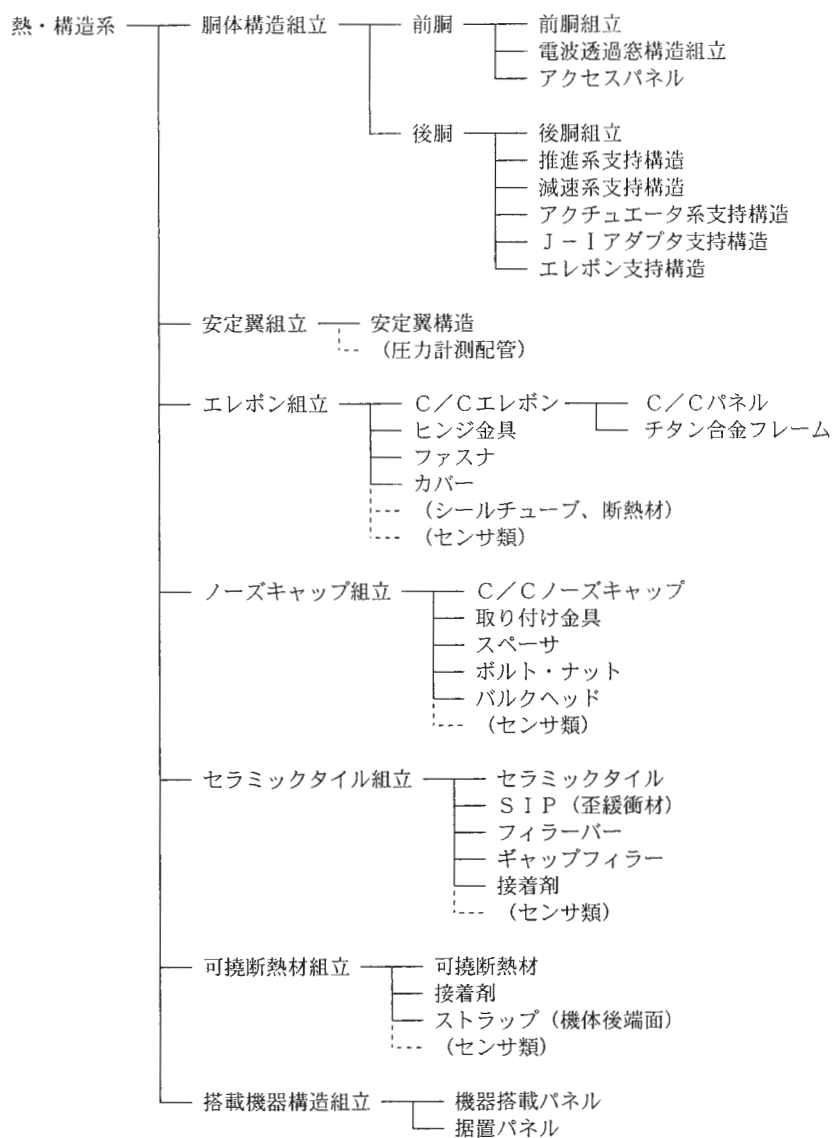 熱・構造系 胴体構造組立 前胴 前胴組立
電波透過窓構造組立
アクセスパネル
後胴 後胴組立
推進系支持構造
減速系支持構造
アクチュエータ系支持構造
J－Iアダプタ支持構造
エレボン支持構造
安定翼組立 安定翼構造
（圧力計測配管）
エレボン組立 C／Cエレボン C／Cパネル
ヒンジ金具 チタン合金フレーム
ファスナ
カバー
（シールチューブ、断熱材）
（センサ類）
ノーズキャップ組立 C／Cノーズキャップ
取り付け金具
スペーサ
ボルト・ナット
バルクヘッド
（センサ類）
セラミックタイル組立 セラミックタイル
SIP（歪緩衝材）
フィラーバー
ギャップフィラー
接着剤
（センサ類）
可撓断熱材組立 可撓断熱材
接着剤
ストラップ（機体後端面）
（センサ類）
搭載機器構造組立 機器搭載パネル
据置パネル